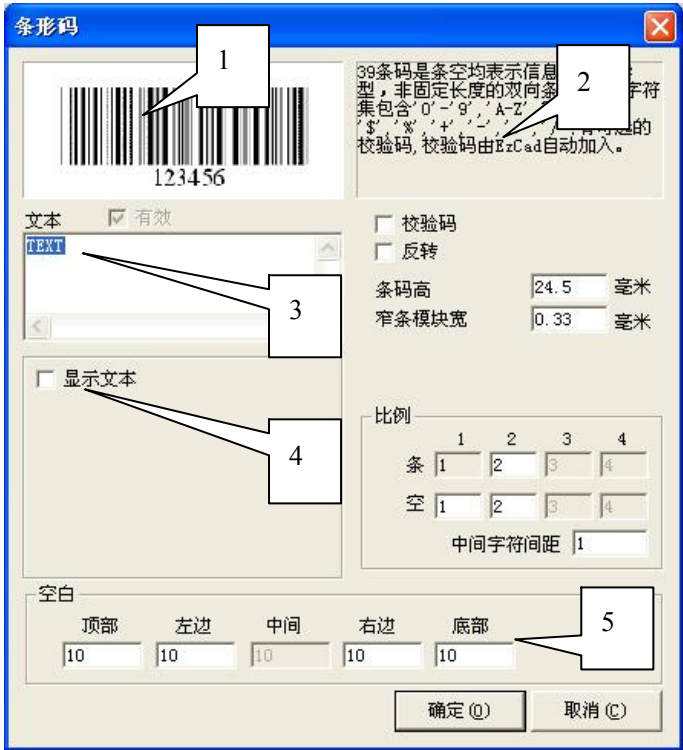 条形码
1
2
39条码是条空均表示信息
型，非固定长度的双向条 字符
集包含'0'-'9','A-Z'
'$','%','+','-' 的
校验码,校验码由EzCad自动加入。
123456
文本 有效
TEXT
3
校验码
反转
条码高 24.5 毫米
窄条模块宽 0.33 毫米
显示文本
4
比例
1 2 3 4
条 1 2 3 4
空 1 2 3 4
中间字符间距 1
空白
5
顶部 左边 中间 右边 底部
10 10 10 10 10
确定(O) 取消(C)